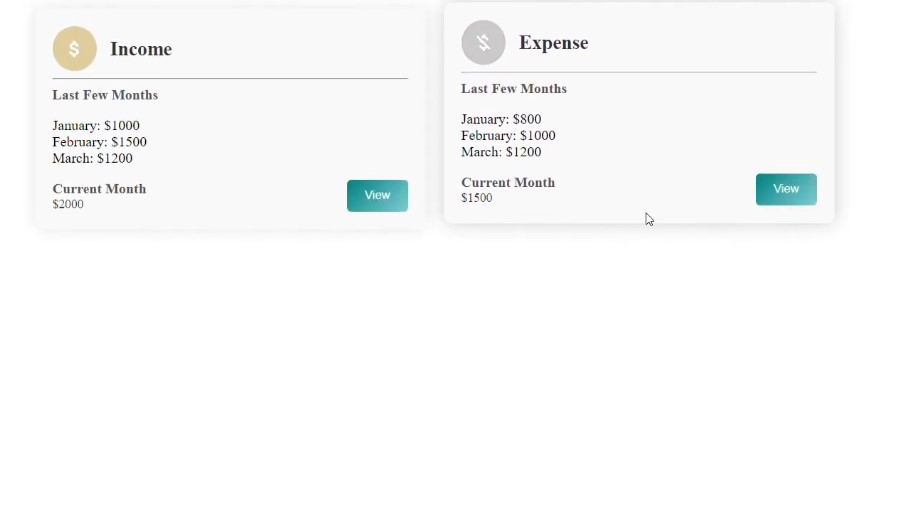 $ Income
Last Few Months
January: $1000
February: $1500
March: $1200
Current Month
$2000
View
$ Expense
Last Few Months
January: $800
February: $1000
March: $1200
Current Month
$1500
View